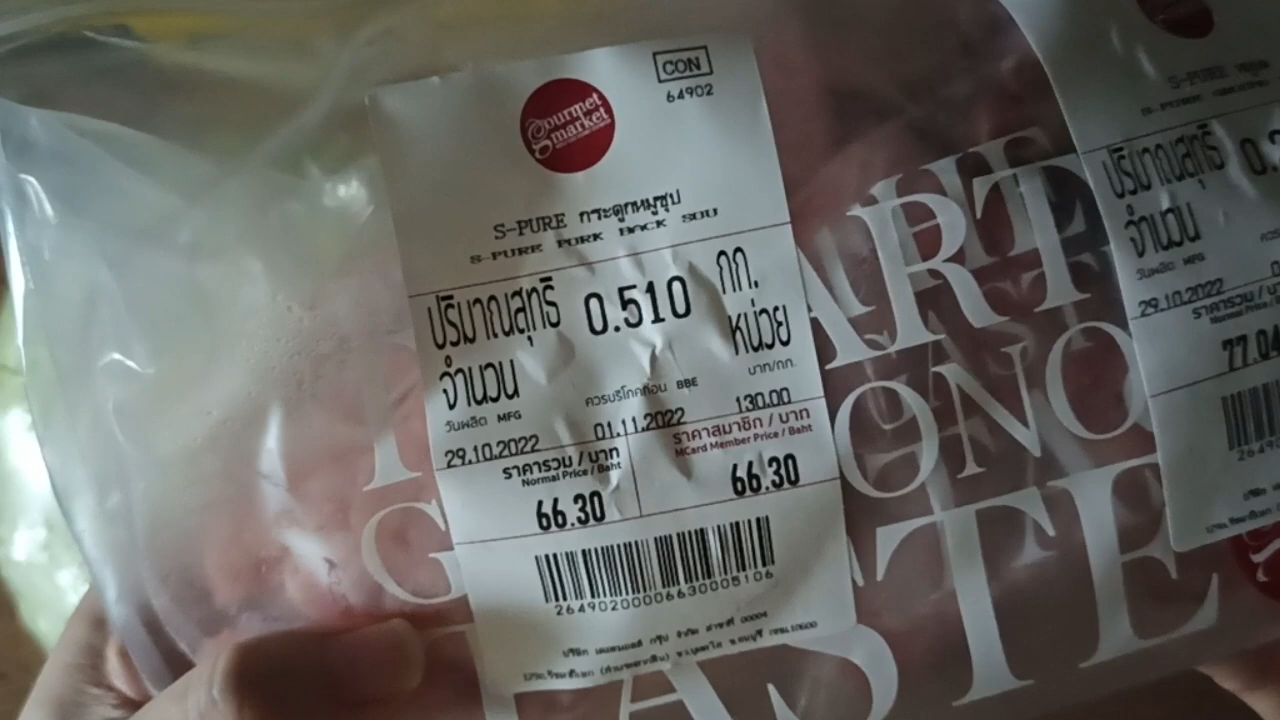 CON
64902
gourmet
market
S-PURE กระดูกหมูซุป
S-PURE PORK BACK SOU
ปริมาณสุทธิ 0.510 กก.
จำนวน หน่วย
วันผลิต MFG ควรบริโภคก่อน BBE บาท/กก.
29.10.2022 01.11.2022 130.00
ราคารวม / บาท ราคาสมาชิก / บาท
Normal Price / Baht MCard Member Price / Baht
66.30 66.30
26490200006630005106
ART
TASTE
S-PURE
ปริมาณสุทธิ
จำนวน
วันผลิต MFG
29.10.2022
ราคารวม / บาท
Normal Price /
77.04